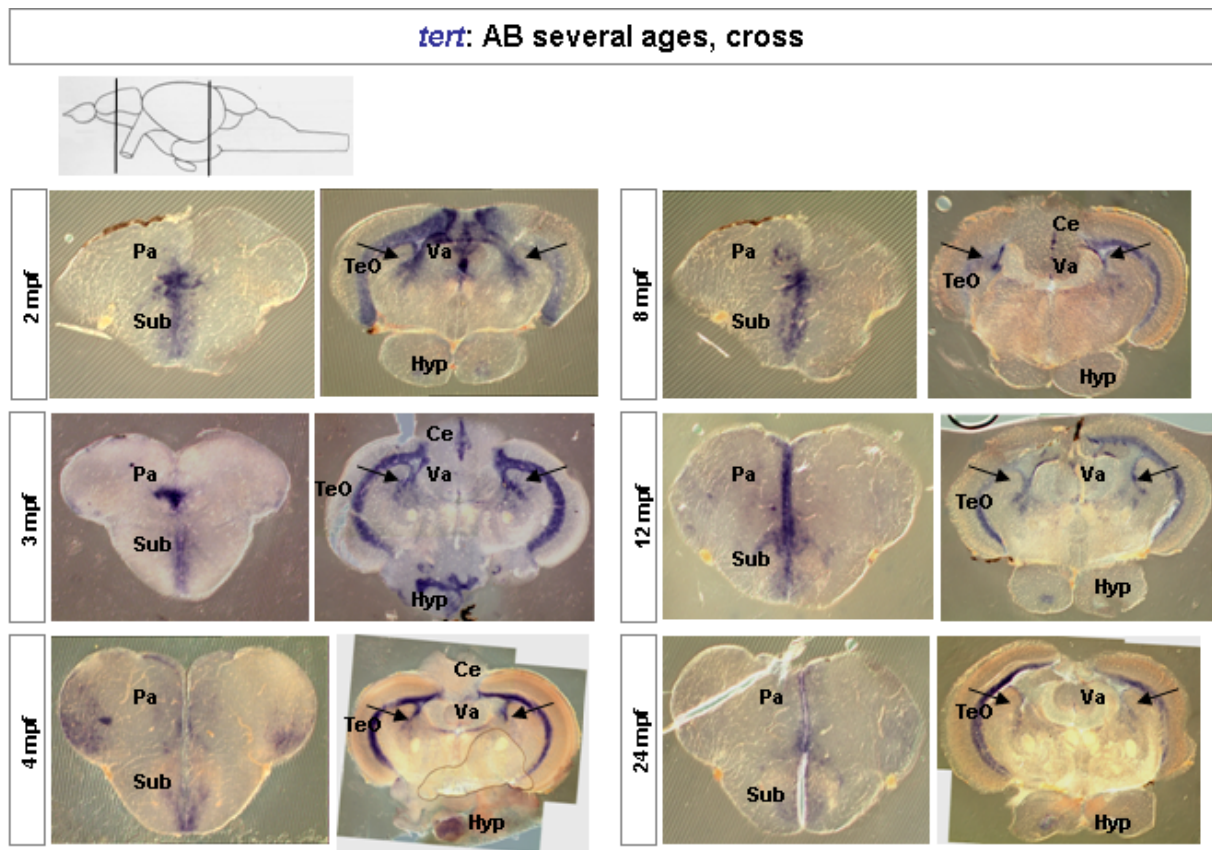 tert: AB several ages, cross
2 mpf
Pa
Sub
TeO
Va
Hyp
8 mpf
Pa
Sub
Ce
Va
TeO
Hyp
3 mpf
Pa
Sub
Ce
Va
TeO
Hyp
12 mpf
Pa
Sub
Va
TeO
Hyp
4 mpf
Pa
Sub
Ce
Va
TeO
Hyp
24 mpf
Pa
Sub
Va
TeO
Hyp